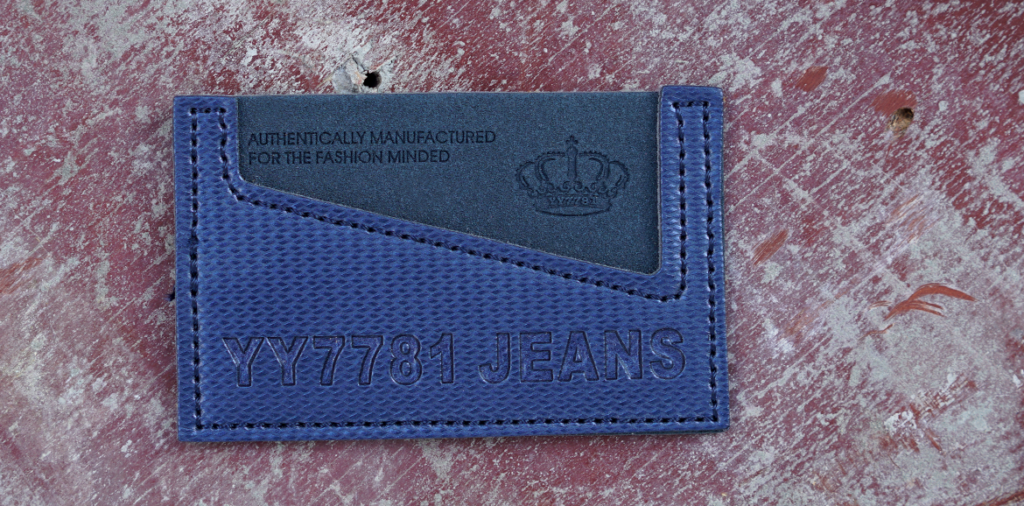 AUTHENTICALLY MANUFACTURED
FOR THE FASHION MINDED
YY7781
YY7781 JEANS